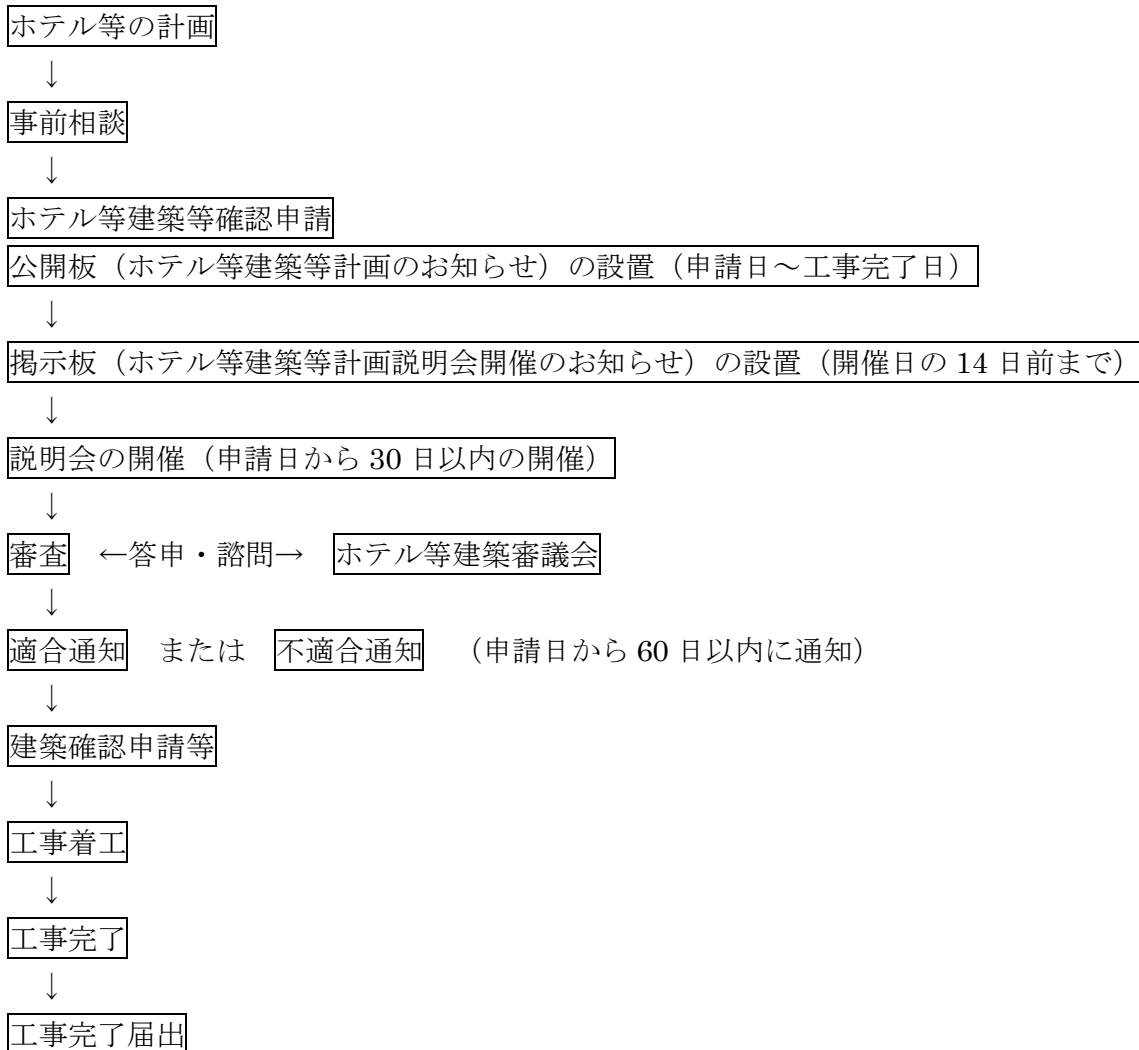 ホテル等の計画
↓
事前相談
↓
ホテル等建築等確認申請
公開板（ホテル等建築等計画のお知らせ）の設置（申請日～工事完了日）
↓
掲示板（ホテル等建築等計画説明会開催のお知らせ）の設置（開催日の 14 日前まで）
↓
説明会の開催（申請日から 30 日以内の開催）
↓
審査　←答申・諮問→　ホテル等建築審議会
↓
適合通知　または　不適合通知　（申請日から 60 日以内に通知）
↓
建築確認申請等
↓
工事着工
↓
工事完了
↓
工事完了届出